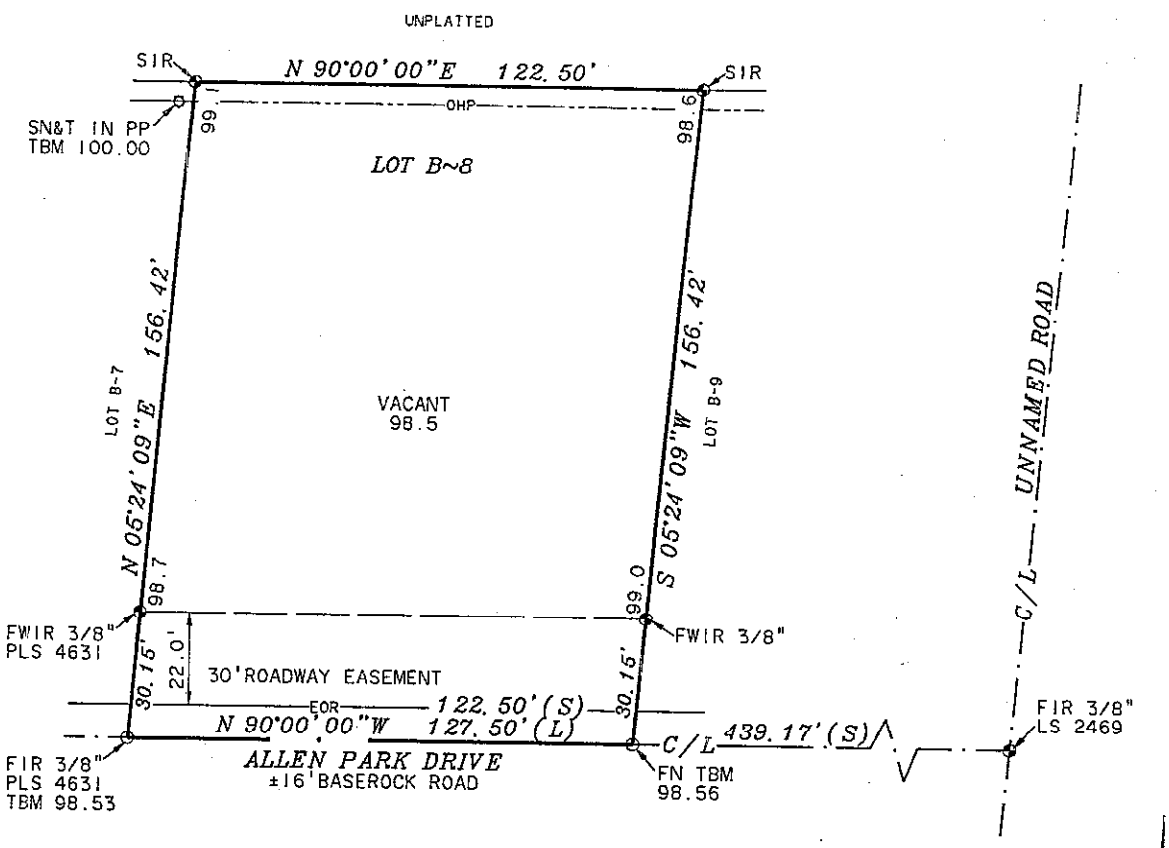 UNPLATTED
SIR
N 90°00'00"E 122.50'
SIR
OHP
SN&T IN PP
TBM 100.00
99.1
98.6
LOT B~8
N 05°24'09"E 156.42'
LOT B-7
S 05°24'09"W 156.42'
LOT B-9
VACANT
98.5
C/L UNNAMED ROAD
98.7
99.0
FWIR 3/8"
PLS 4631
FWIR 3/8"
30.15'
22.0'
30'ROADWAY EASEMENT
30.15'
EOR
122.50'(S)
N 90°00'00"W 127.50'(L)
C/L 439.17'(S)
FIR 3/8"
LS 2469
FIR 3/8"
PLS 4631
TBM 98.53
ALLEN PARK DRIVE
±16'BASEROCK ROAD
FN TBM
98.56